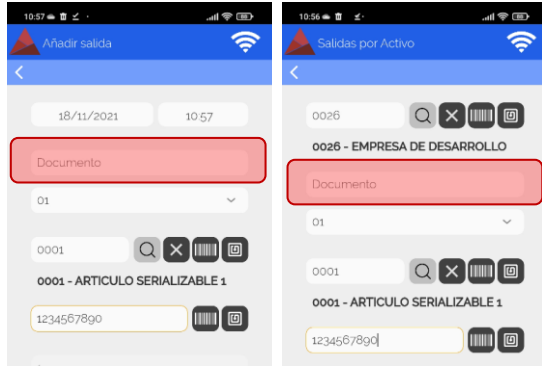 10:57
Añadir salida
18/11/2021 10:57
Documento
01
0001
0001 - ARTICULO SERIALIZABLE 1
1234567890
10:56
Salidas por Activo
0026
0026 - EMPRESA DE DESARROLLO
Documento
01
0001
0001 - ARTICULO SERIALIZABLE 1
1234567890